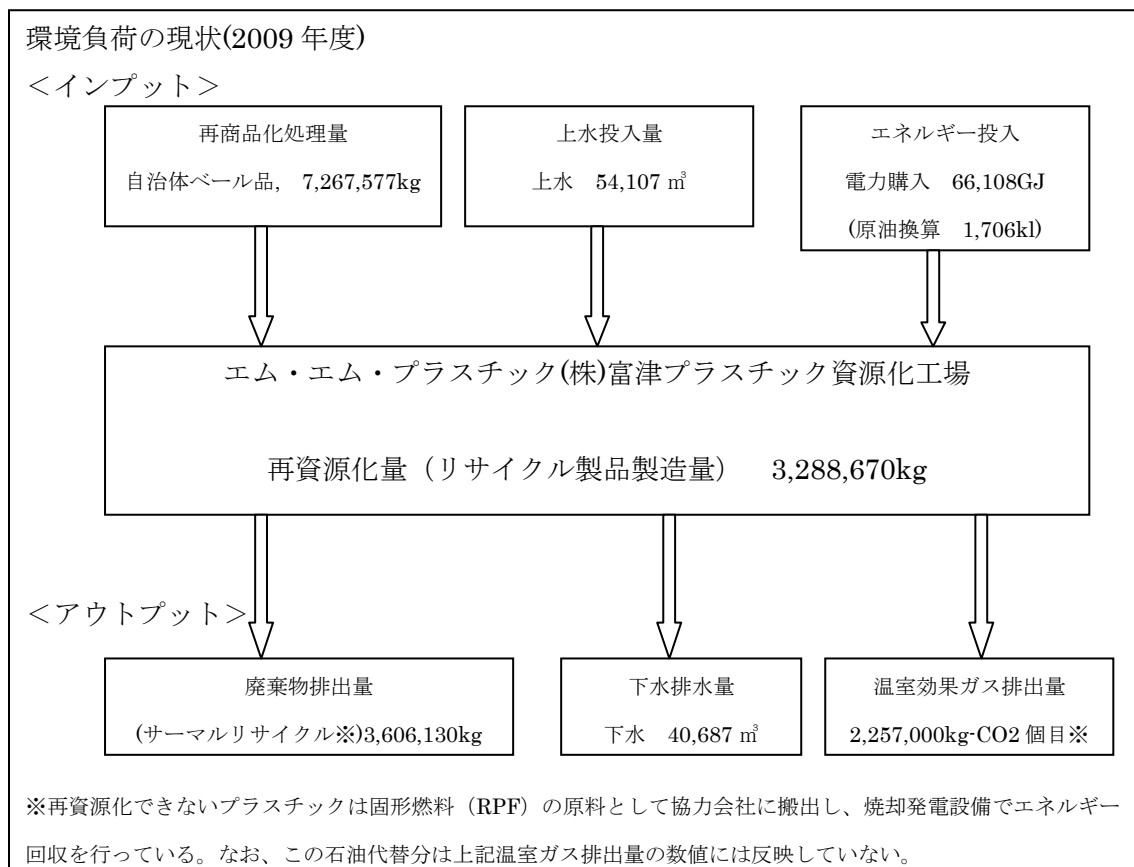 環境負荷の現状(2009 年度)
＜インプット＞
再商品化処理量 上水投入量 エネルギー投入
自治体ベール品, 7,267,577kg 上水 54,107 ㎥ 電力購入 66,108GJ
(原油換算 1,706kl)
エム・エム・プラスチック(株)富津プラスチック資源化工場
再資源化量（リサイクル製品製造量） 3,288,670kg
＜アウトプット＞
廃棄物排出量 下水排水量 温室効果ガス排出量
(サーマルリサイクル※)3,606,130kg 下水 40,687 ㎥ 2,257,000kg-CO2 個目※
※再資源化できないプラスチックは固形燃料（RPF）の原料として協力会社に搬出し、焼却発電設備でエネルギー
回収を行っている。なお、この石油代替分は上記温室ガス排出量の数値には反映していない。